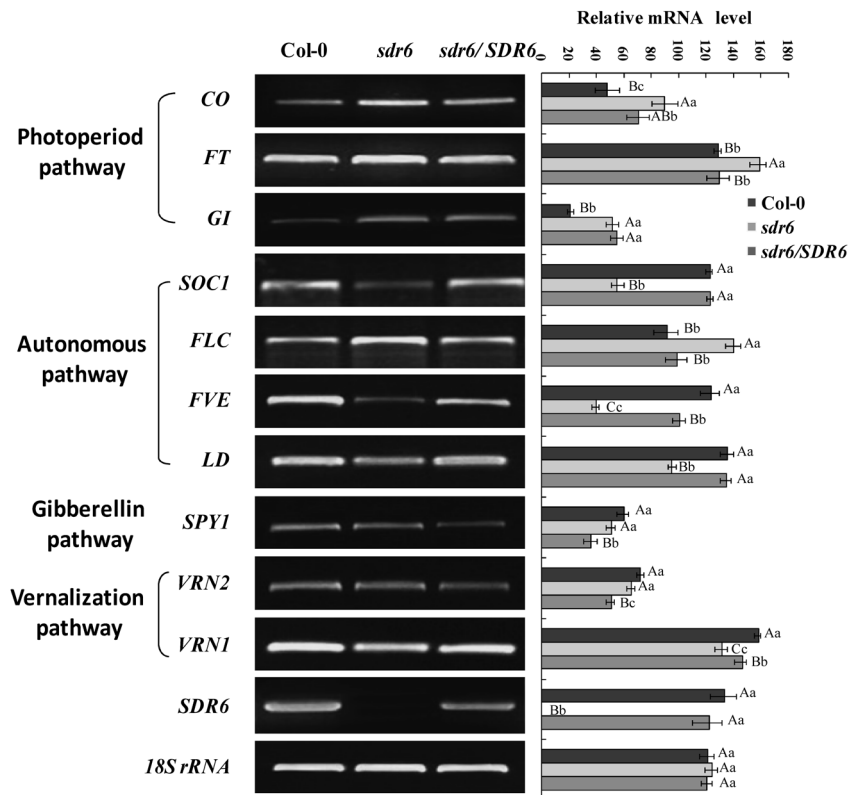 Relative mRNA level
0 20 40 60 80 100 120 140 160 180
Col-0 sdr6 sdr6/SDR6
Photoperiod
pathway
CO
Bc
Aa
ABb
FT
Bb
Aa
Bb
GI
Bb
Aa
Aa
Col-0
sdr6
sdr6/SDR6
Autonomous
pathway
SOC1
Aa
Bb
Aa
FLC
Bb
Aa
Bb
FVE
Aa
Cc
Bb
LD
Aa
Bb
Aa
Gibberellin
pathway
SPY1
Aa
Aa
Bb
Vernalization
pathway
VRN2
Aa
Aa
Bc
VRN1
Aa
Cc
Bb
SDR6
Aa
Bb
Aa
18S rRNA
Aa
Aa
Aa